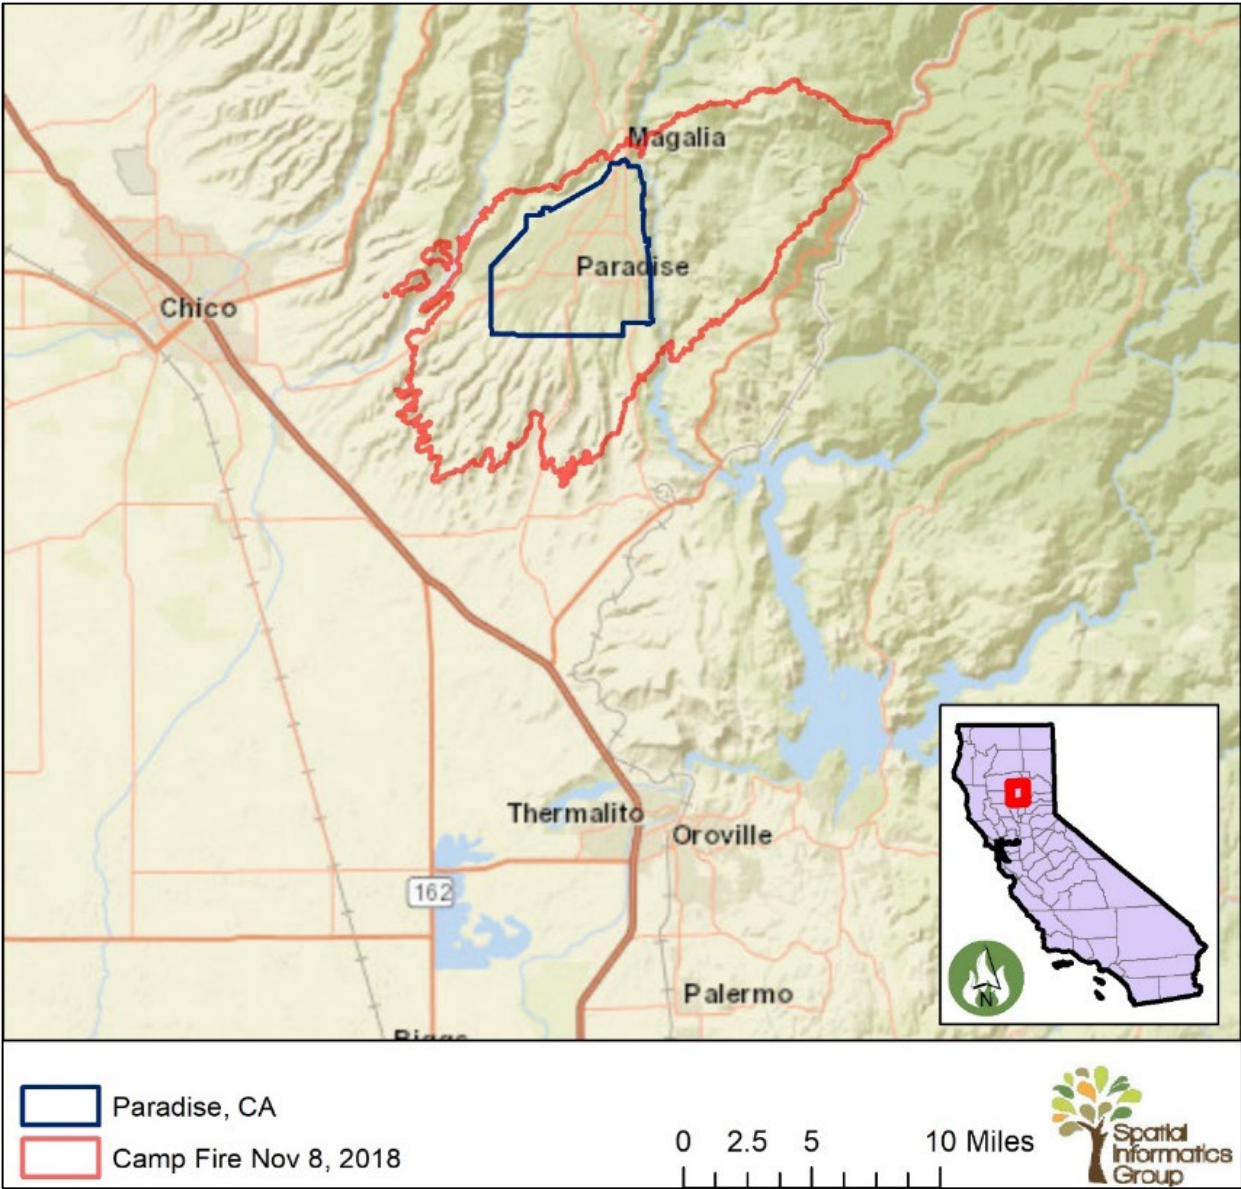 Magalia
Paradise
Chico
Thermalito
Oroville
162
Palermo
Biggs
N
Paradise, CA
Camp Fire Nov 8, 2018
0 2.5 5 10 Miles
Spatial
Informatics
Group